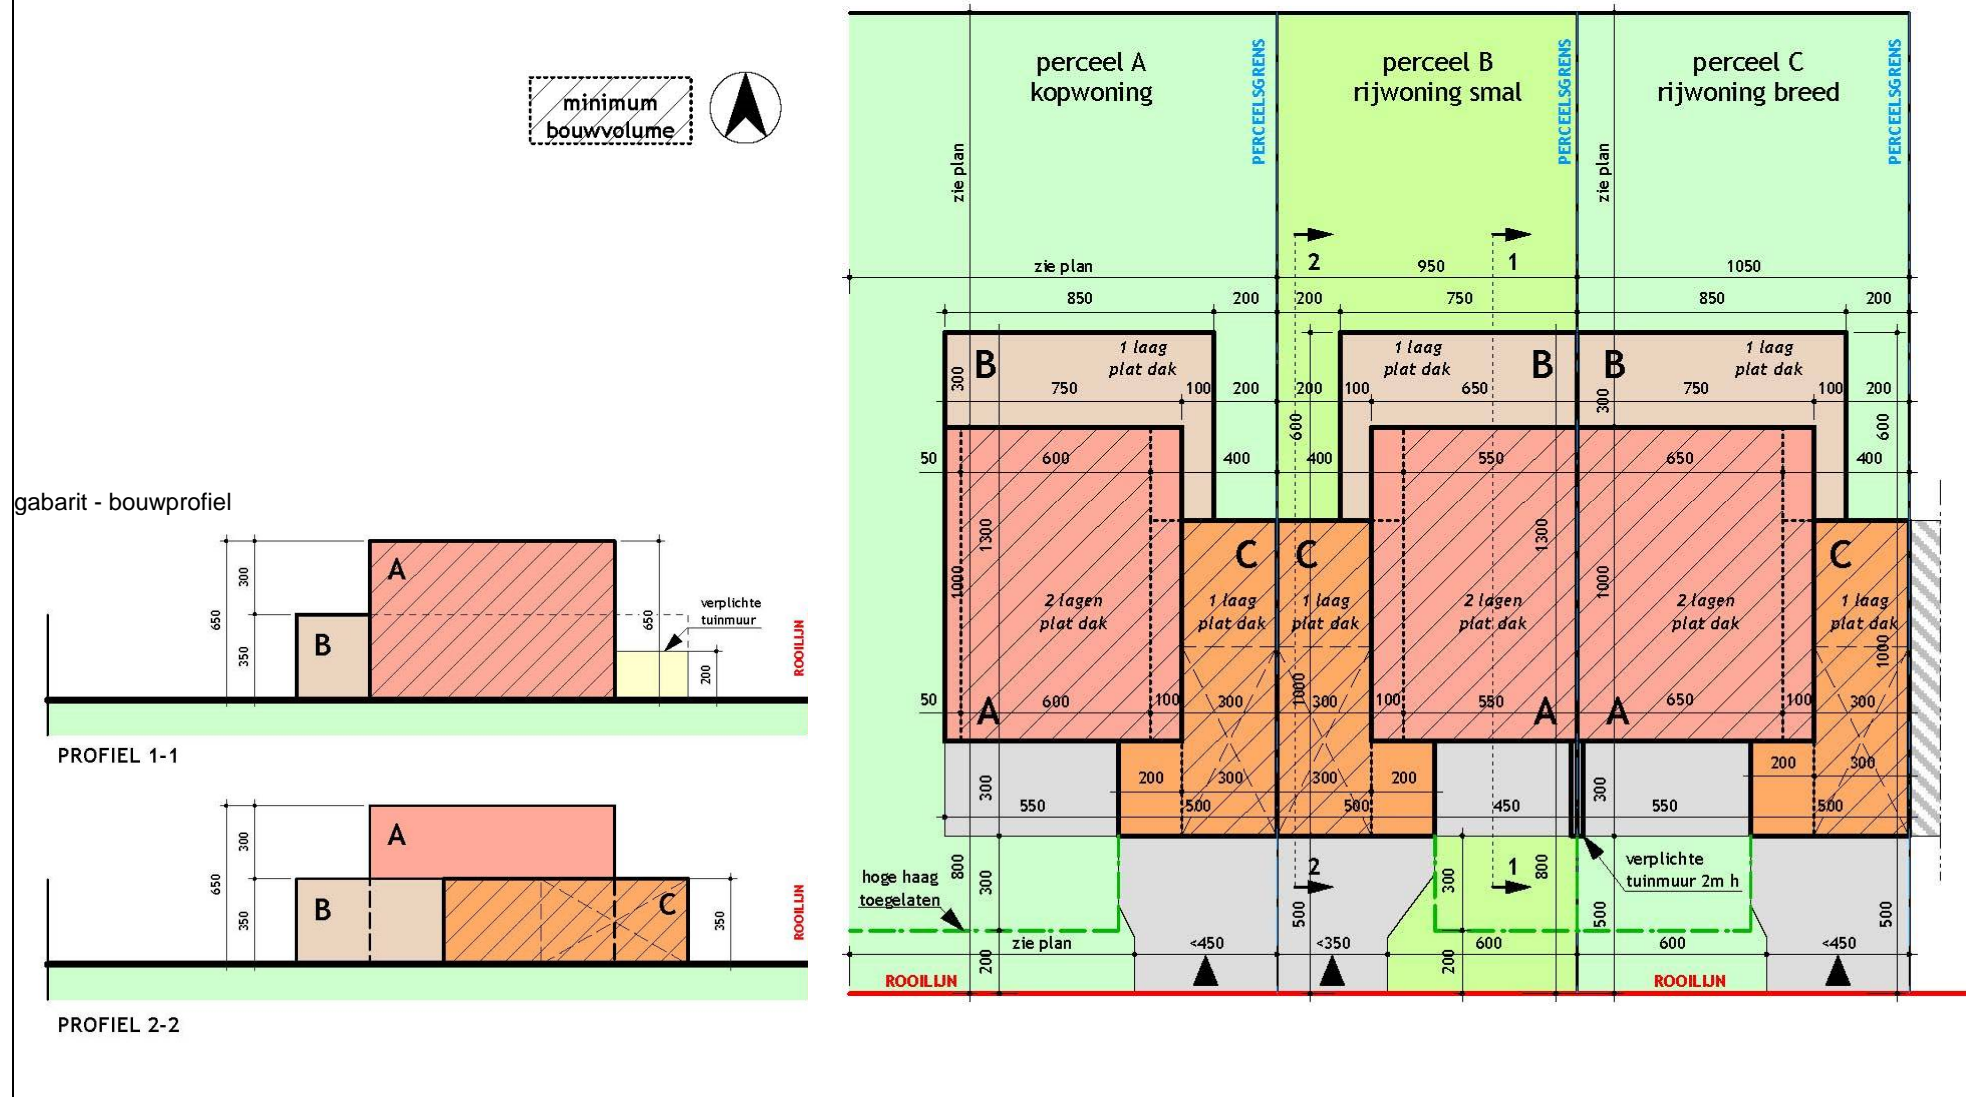 minimum
bouwvolume
gabarit - bouwprofiel
300
650
350
A
B
650
verplichte
tuinmuur
200
ROOILIJN
PROFIEL 1-1
300
650
350
A
B
C
350
ROOILIJN
PROFIEL 2-2
perceel A
kopwoning
PERCEELSGRENS
perceel B
rijwoning smal
PERCEELSGRENS
perceel C
rijwoning breed
PERCEELSGRENS
zie plan
zie plan
2
1
zie plan
950
1050
850
200
200
750
850
200
B
1 laag
plat dak
1 laag
plat dak
B
B
1 laag
plat dak
300
750
100
200
200
100
650
300
750
100
200
600
600
50
600
400
400
550
650
400
1300
1300
C
C
C
1000
1000
2 lagen
plat dak
1 laag
plat dak
1 laag
plat dak
2 lagen
plat dak
2 lagen
plat dak
1 laag
plat dak
1000
1000
50
A
600
100
300
300
100
550
A
A
650
100
300
300
200
300
300
200
300
200
300
550
500
500
450
550
500
hoge haag
toegelaten
800
300
2
500
300
1
800
verplichte
tuinmuur 2m h
500
500
zie plan
<450
<350
600
600
<450
200
200
ROOILIJN
ROOILIJN